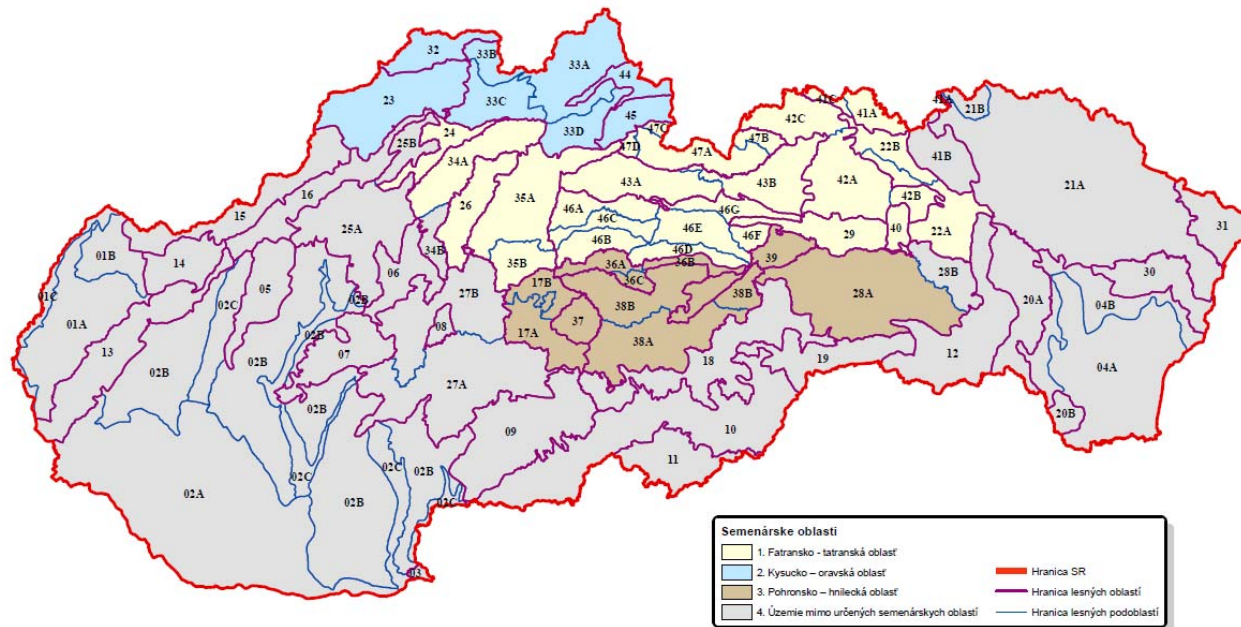 32
33B
33A
44
23
33C
33D
45
47C
47D
47A
47B
42C
41C
41A
41A
21B
22B
41B
21A
31
24
25B
34A
26
35A
43A
43B
42A
42B
22A
40
29
46A
46C
46B
46G
46E
46F
46D
35B
34B
36A
36B
36C
39
28A
28B
17B
17A
37
38B
38B
38A
16
15
25A
01B
14
01C
01A
13
02C
05
06
02B
02B
02B
02B
07
08
27B
27A
02B
02C
02A
02B
02C
02B
02C
03
09
18
10
11
19
12
20A
20B
30
04B
04A
Semenárske oblasti
1. Fatransko - tatranská oblasť
2. Kysucko – oravská oblasť
3. Pohronsko – hnilecká oblasť
4. Územie mimo určených semenárskych oblastí
Hranica SR
Hranica lesných oblastí
Hranica lesných podoblastí